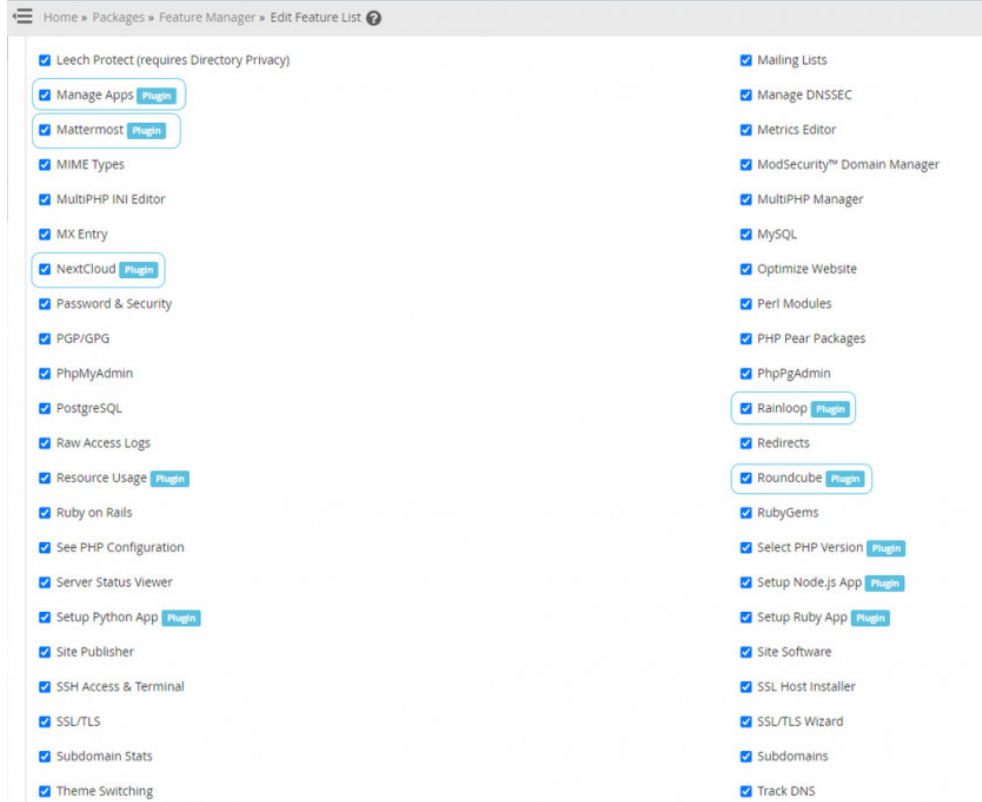 Home » Packages » Feature Manager » Edit Feature List ?
Leech Protect (requires Directory Privacy) Mailing Lists
Manage Apps Plugin Manage DNSSEC
Mattermost Plugin Metrics Editor
MIME Types ModSecurity™ Domain Manager
MultiPHP INI Editor MultiPHP Manager
MX Entry MySQL
NextCloud Plugin Optimize Website
Password & Security Perl Modules
PGP/GPG PHP Pear Packages
PhpMyAdmin PhpPgAdmin
PostgreSQL Rainloop Plugin
Raw Access Logs Redirects
Resource Usage Plugin Roundcube Plugin
Ruby on Rails RubyGems
See PHP Configuration Select PHP Version Plugin
Server Status Viewer Setup Node.js App Plugin
Setup Python App Plugin Setup Ruby App Plugin
Site Publisher Site Software
SSH Access & Terminal SSL Host Installer
SSL/TLS SSL/TLS Wizard
Subdomain Stats Subdomains
Theme Switching Track DNS